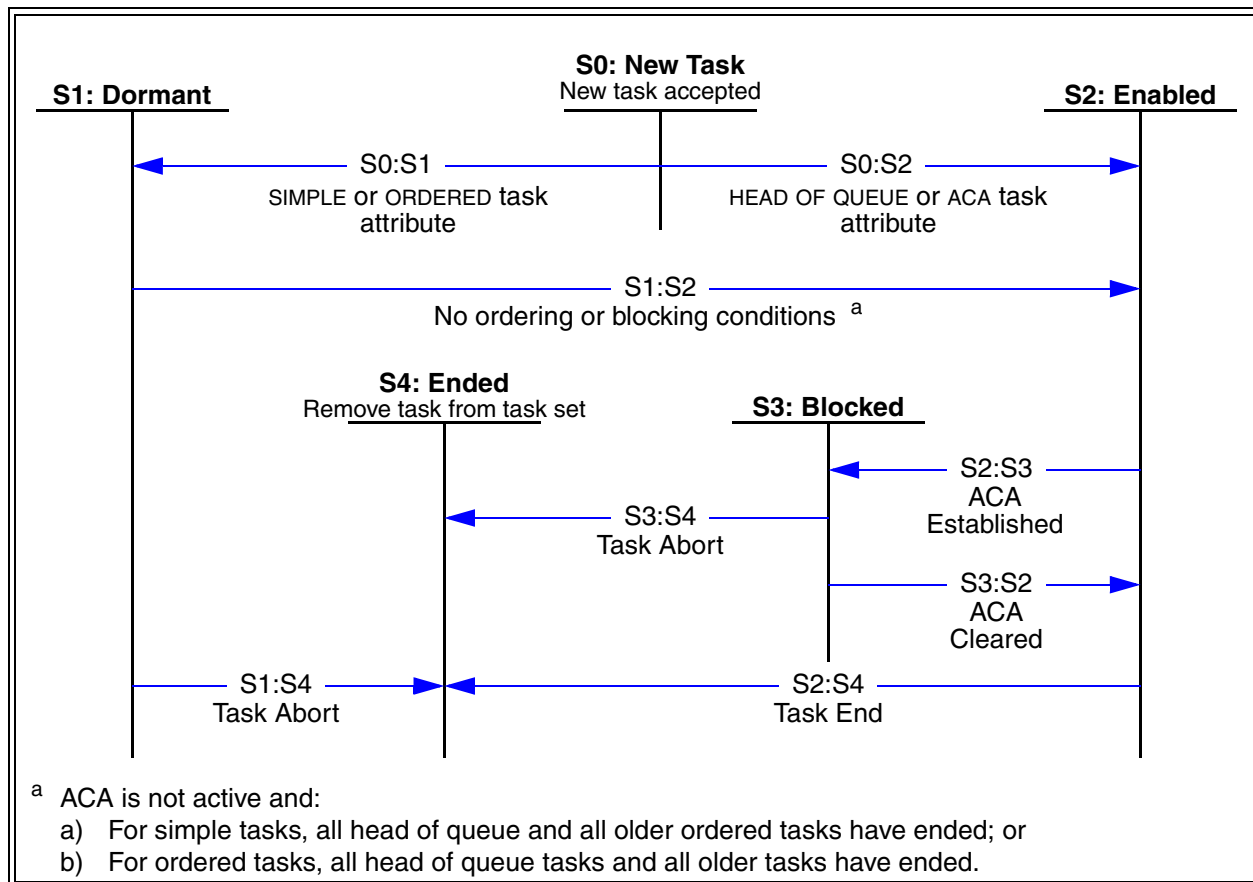 S0: New Task
New task accepted
S1: Dormant
S2: Enabled
S0:S1
SIMPLE or ORDERED task
attribute
S0:S2
HEAD OF QUEUE or ACA task
attribute
S1:S2
No ordering or blocking conditions a
S4: Ended
Remove task from task set
S3: Blocked
S2:S3
ACA
Established
S3:S4
Task Abort
S3:S2
ACA
Cleared
S1:S4
Task Abort
S2:S4
Task End
a ACA is not active and:
a) For simple tasks, all head of queue and all older ordered tasks have ended; or
b) For ordered tasks, all head of queue tasks and all older tasks have ended.